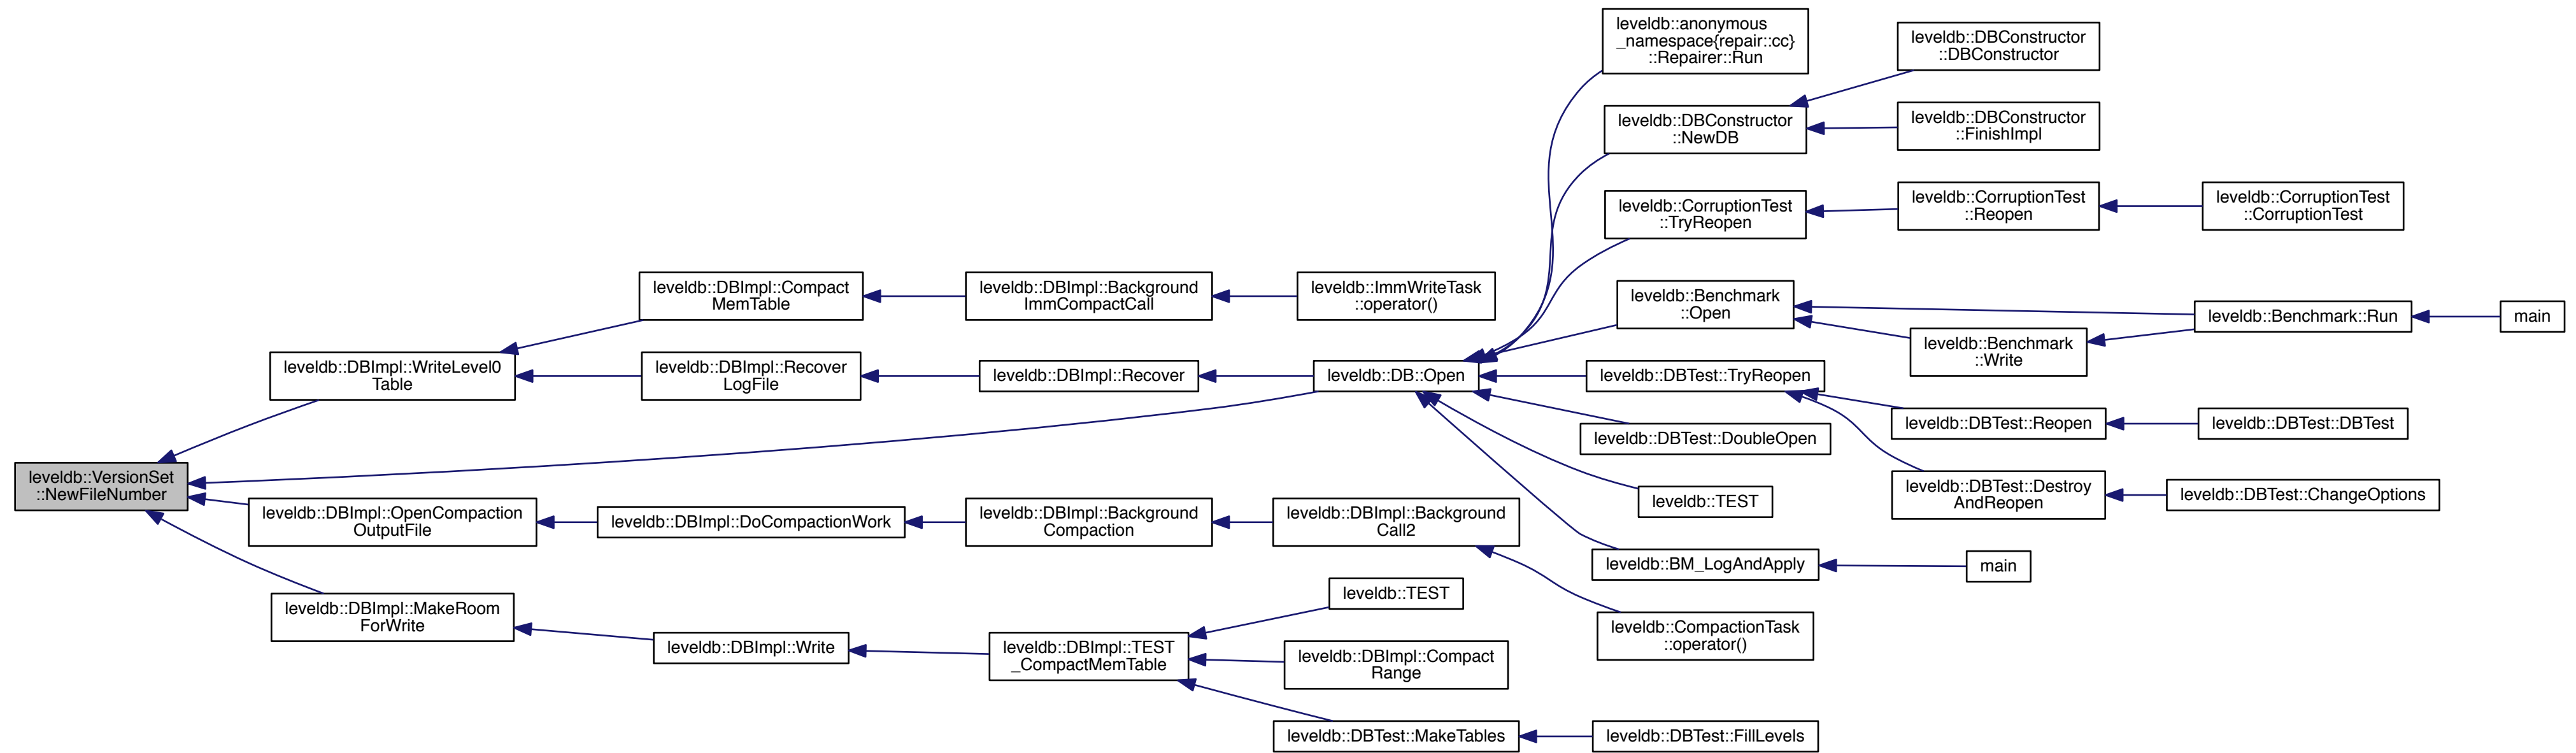 leveldb::VersionSet
::NewFileNumber
leveldb::DBImpl::WriteLevel0
Table
leveldb::DBImpl::OpenCompaction
OutputFile
leveldb::DBImpl::MakeRoom
ForWrite
leveldb::DBImpl::Compact
MemTable
leveldb::DBImpl::Recover
LogFile
leveldb::DBImpl::DoCompactionWork
leveldb::DBImpl::Write
leveldb::DBImpl::Background
ImmCompactCall
leveldb::DBImpl::Recover
leveldb::DBImpl::Background
Compaction
leveldb::DBImpl::TEST
_CompactMemTable
leveldb::ImmWriteTask
::operator()
leveldb::DB::Open
leveldb::DBImpl::Background
Call2
leveldb::TEST
leveldb::DBImpl::Compact
Range
leveldb::DBTest::MakeTables
leveldb::anonymous
_namespace{repair::cc}
::Repairer::Run
leveldb::DBConstructor
::NewDB
leveldb::CorruptionTest
::TryReopen
leveldb::Benchmark
::Open
leveldb::DBTest::TryReopen
leveldb::DBTest::DoubleOpen
leveldb::TEST
leveldb::BM_LogAndApply
leveldb::CompactionTask
::operator()
leveldb::DBTest::FillLevels
leveldb::DBConstructor
::DBConstructor
leveldb::DBConstructor
::FinishImpl
leveldb::CorruptionTest
::Reopen
leveldb::Benchmark
::Write
leveldb::DBTest::Reopen
leveldb::DBTest::Destroy
AndReopen
main
leveldb::CorruptionTest
::CorruptionTest
leveldb::Benchmark::Run
leveldb::DBTest::DBTest
leveldb::DBTest::ChangeOptions
main